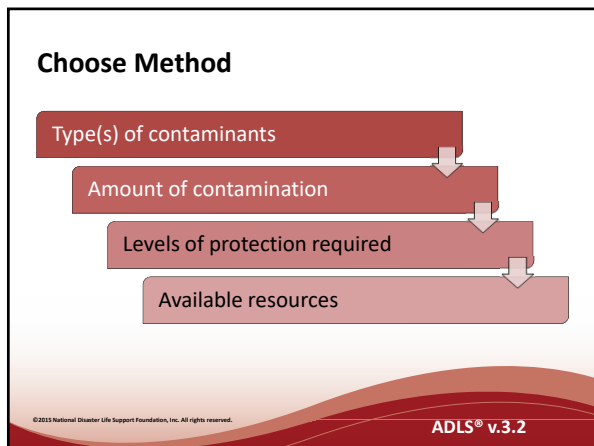 Choose Method
Type(s) of contaminants
Amount of contamination
Levels of protection required
Available resources
©2015 National Disaster Life Support Foundation, Inc. All rights reserved.
ADLS® v.3.2